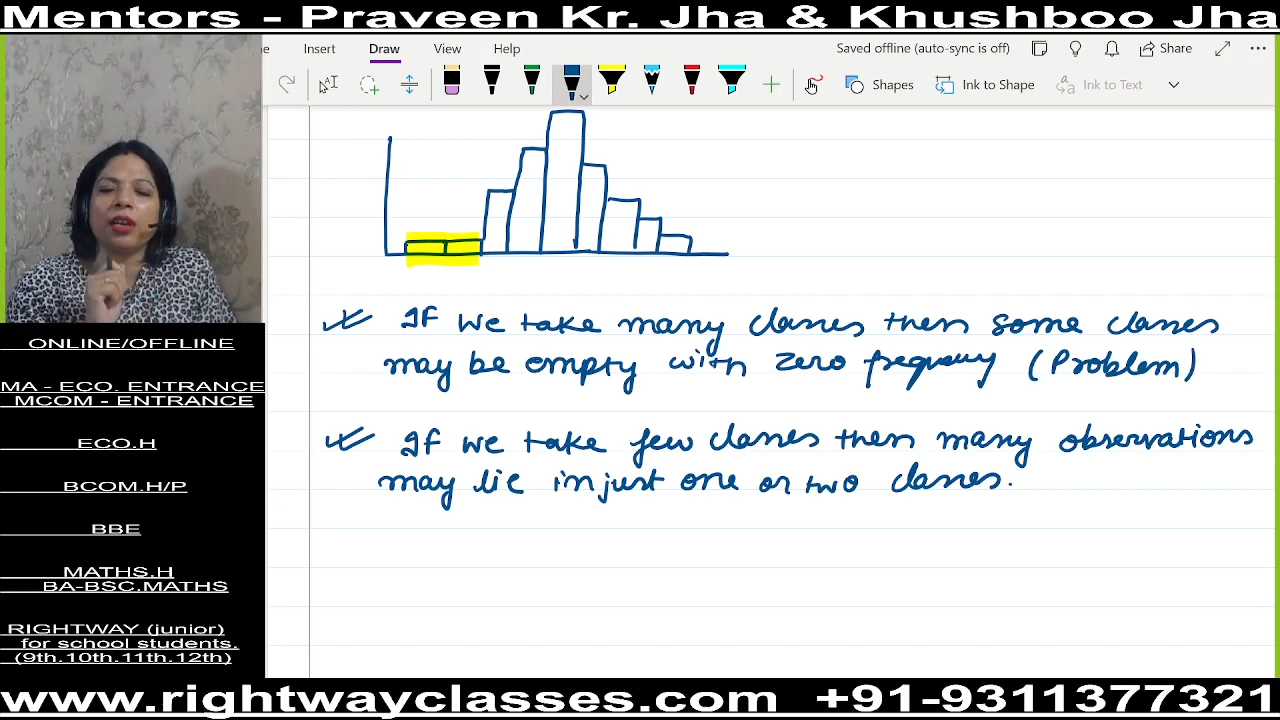 Mentors - Praveen Kr. Jha & Khushboo Jha
Insert Draw View Help
Saved offline (auto-sync is off)
Share
Shapes
Ink to Shape
Ink to Text
If we take many classes then some classes
may be empty with zero frequency (Problem)
If we take few classes then many observations
may lie in just one or two classes.
ONLINE/OFFLINE
MA - ECO. ENTRANCE
MCOM - ENTRANCE
ECO.H
BCOM.H/P
BBE
MATHS.H
BA-BSC.MATHS
RIGHTWAY (junior)
for school students.
(9th.10th.11th.12th)
www.rightwayclasses.com +91-9311377321